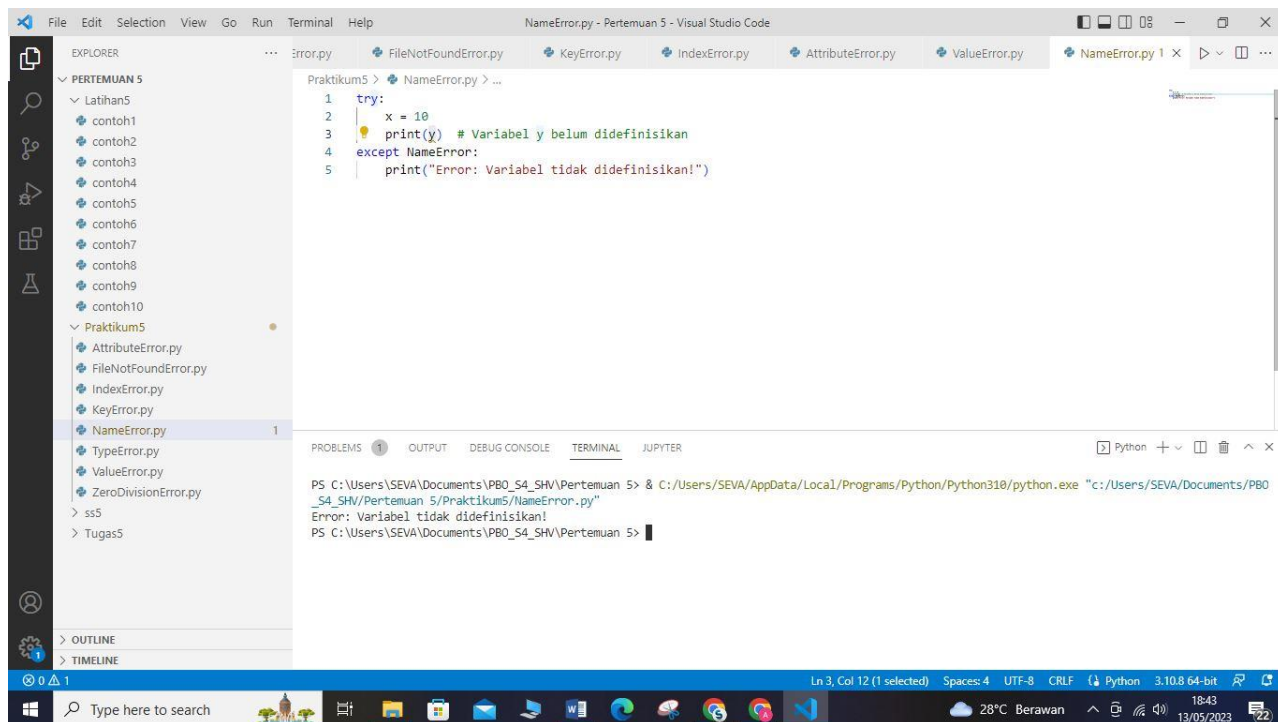 File Edit Selection View Go Run Terminal Help
NameError.py - Pertemuan 5 - Visual Studio Code
EXPLORER
PERTEMUAN 5
Latihan5
contoh1
contoh2
contoh3
contoh4
contoh5
contoh6
contoh7
contoh8
contoh9
contoh10
Praktikum5
AttributeError.py
FileNotFoundError.py
IndexError.py
KeyError.py
NameError.py 1
TypeError.py
ValueError.py
ZeroDivisionError.py
ss5
Tugas5
OUTLINE
TIMELINE
Error.py FileNotFoundError.py KeyError.py IndexError.py AttributeError.py ValueError.py NameError.py 1
Praktikum5 > NameError.py > ...
1 try:
2 x = 10
3 print(y) # Variabel y belum didefinisikan
4 except NameError:
5 print("Error: Variabel tidak didefinisikan!")
PROBLEMS 1 OUTPUT DEBUG CONSOLE TERMINAL JUPYTER
Python
PS C:\Users\SEVA\Documents\PBO_S4_SHV\Pertemuan 5> & C:/Users/SEVA/AppData/Local/Programs/Python/Python310/python.exe "c:/Users/SEVA/Documents/PBO
_S4_SHV/Pertemuan 5/Praktikum5/NameError.py"
Error: Variabel tidak didefinisikan!
PS C:\Users\SEVA\Documents\PBO_S4_SHV\Pertemuan 5>
1
0 1
Ln 3, Col 12 (1 selected) Spaces: 4 UTF-8 CRLF Python 3.10.8 64-bit
Type here to search
28°C Berawan
18:43
13/05/2023